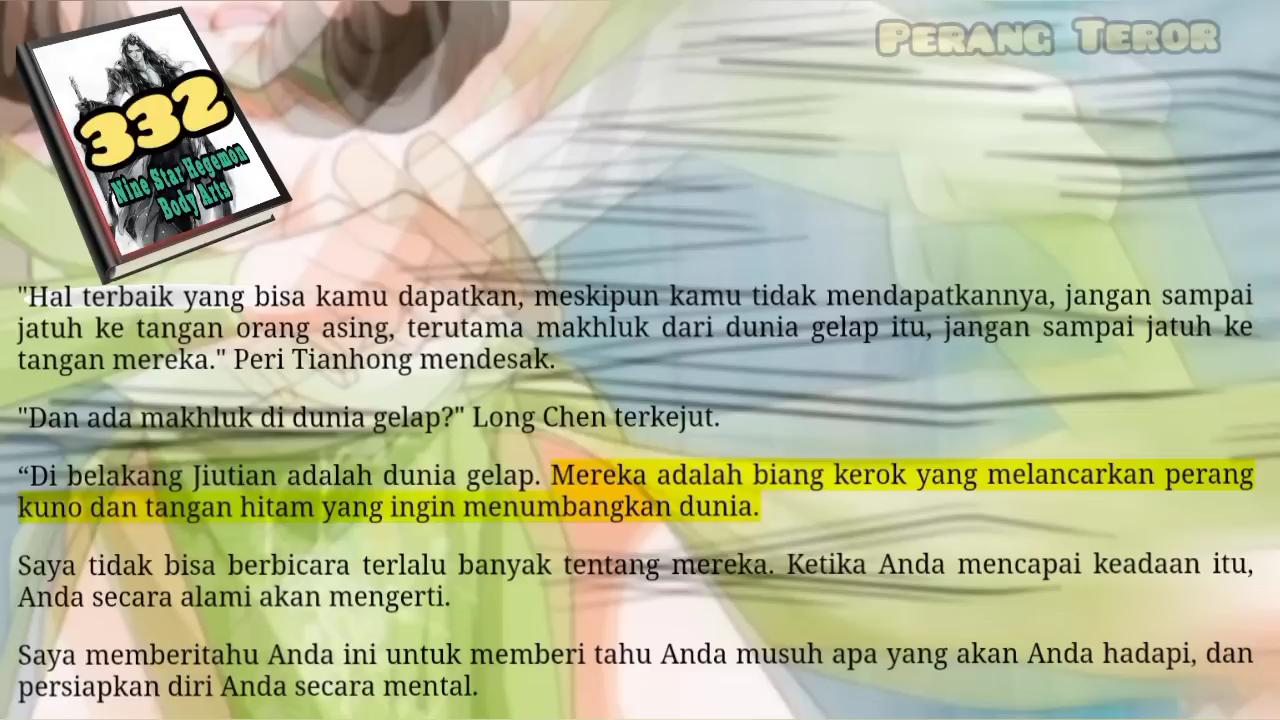 PERANG TEROR
332
Nine Star Hegemon
Body Arts
"Hal terbaik yang bisa kamu dapatkan, meskipun kamu tidak mendapatkannya, jangan sampai
jatuh ke tangan orang asing, terutama makhluk dari dunia gelap itu, jangan sampai jatuh ke
tangan mereka." Peri Tianhong mendesak.
"Dan ada makhluk di dunia gelap?" Long Chen terkejut.
“Di belakang Jiutian adalah dunia gelap. Mereka adalah biang kerok yang melancarkan perang
kuno dan tangan hitam yang ingin menumbangkan dunia.
Saya tidak bisa berbicara terlalu banyak tentang mereka. Ketika Anda mencapai keadaan itu,
Anda secara alami akan mengerti.
Saya memberitahu Anda ini untuk memberi tahu Anda musuh apa yang akan Anda hadapi, dan
persiapkan diri Anda secara mental.